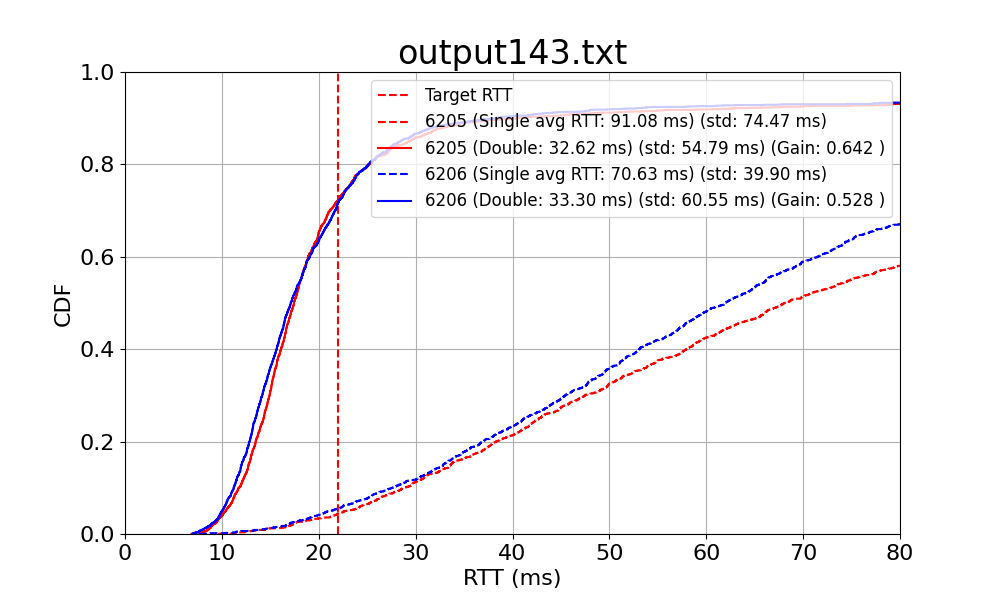 output143.txt
1.0
0.8
0.6
0.4
0.2
0.0
CDF
Target RTT
6205 (Single avg RTT: 91.08 ms) (std: 74.47 ms)
6205 (Double: 32.62 ms) (std: 54.79 ms) (Gain: 0.642 )
6206 (Single avg RTT: 70.63 ms) (std: 39.90 ms)
6206 (Double: 33.30 ms) (std: 60.55 ms) (Gain: 0.528 )
0 10 20 30 40 50 60 70 80
RTT (ms)